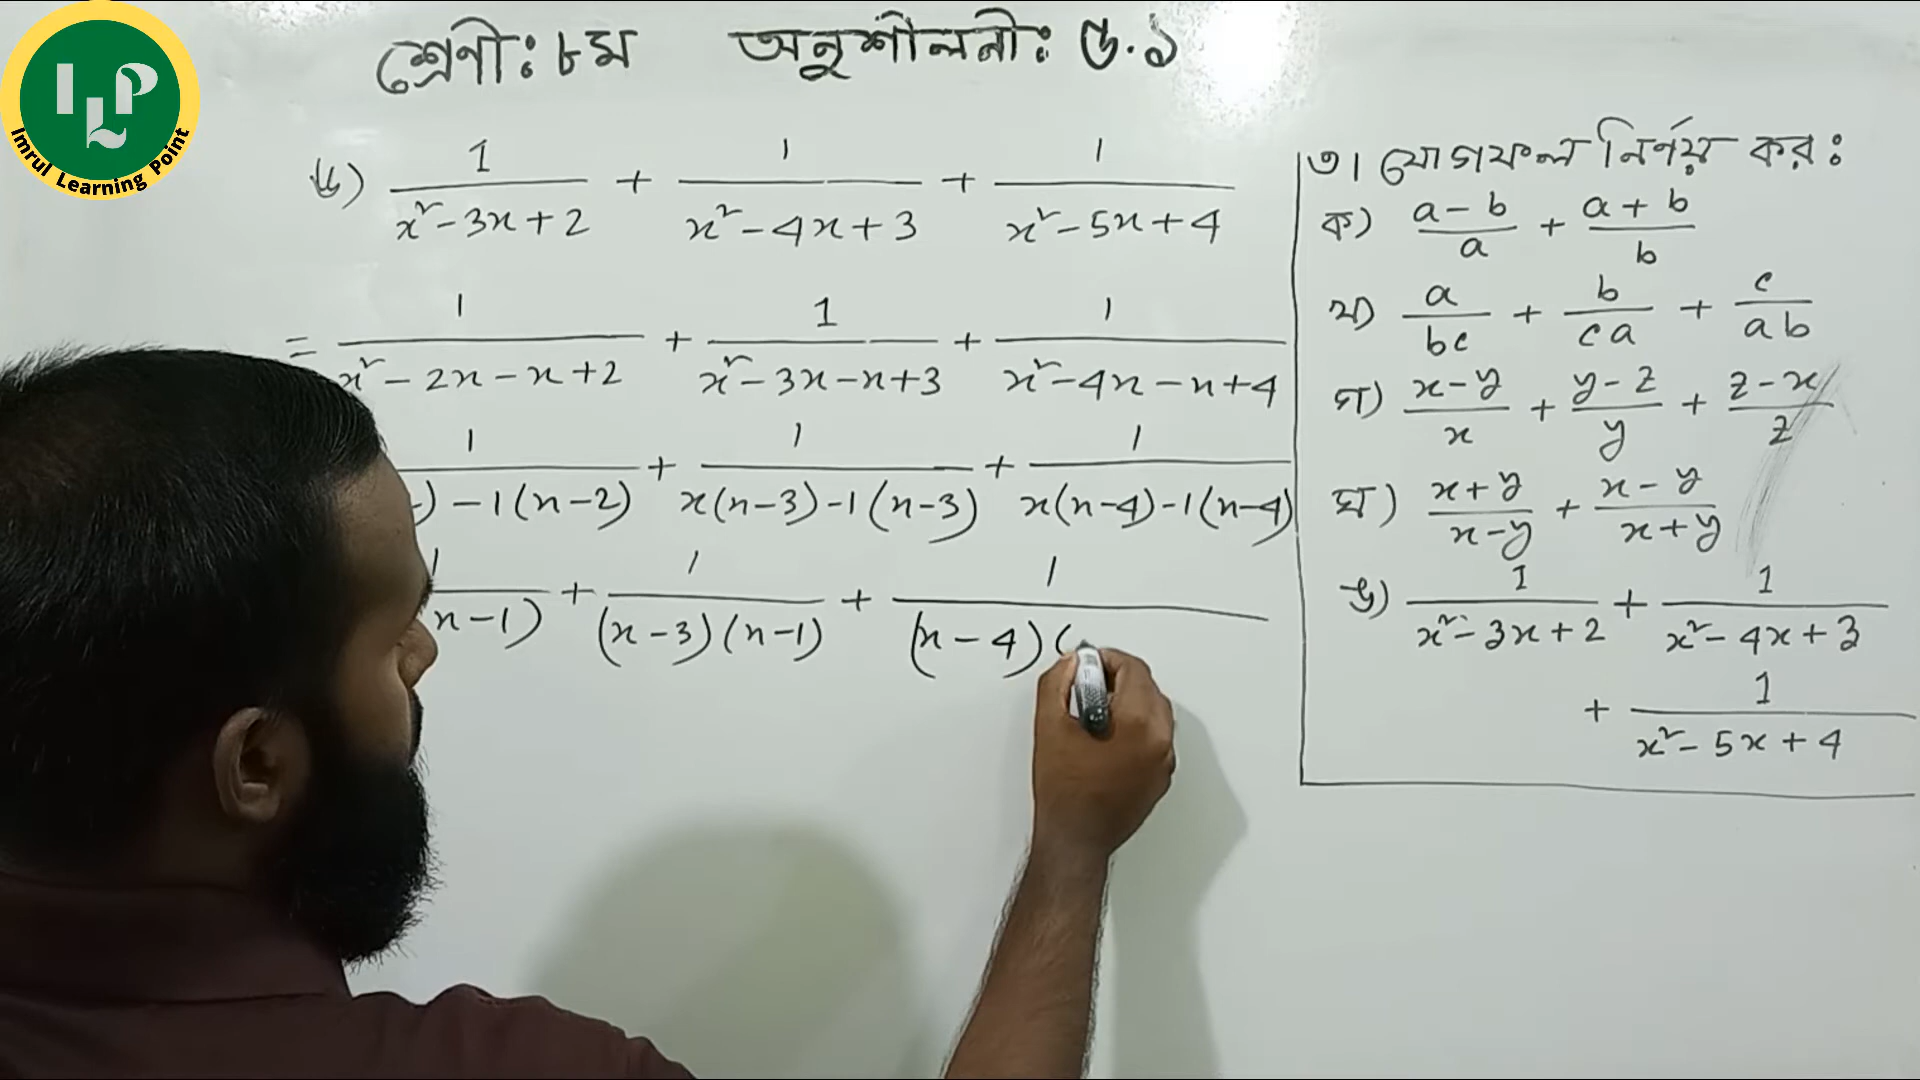 ILP
Imrul Learning Point
শ্রেণী: ৮ম অনুশীলনী: ৫.১
ঙ) 1/(x²-3x+2) + 1/(x²-4x+3) + 1/(x²-5x+4)
= 1/(x²-2x-x+2) + 1/(x²-3x-x+3) + 1/(x²-4x-x+4)
1/( ) -1(x-2) + 1/(x(x-3)-1(x-3)) + 1/(x(x-4)-1(x-4))
1/( x-1) + 1/((x-3)(x-1)) + 1/((x-4)(
৩। যোগফল নির্ণয় কর:
ক) (a-b)/a + (a+b)/b
খ) a/bc + b/ca + c/ab
গ) (x-y)/x + (y-z)/y + (z-x)/z
ঘ) (x+y)/(x-y) + (x-y)/(x+y)
ঙ) 1/(x²-3x+2) + 1/(x²-4x+3)
+ 1/(x²-5x+4)